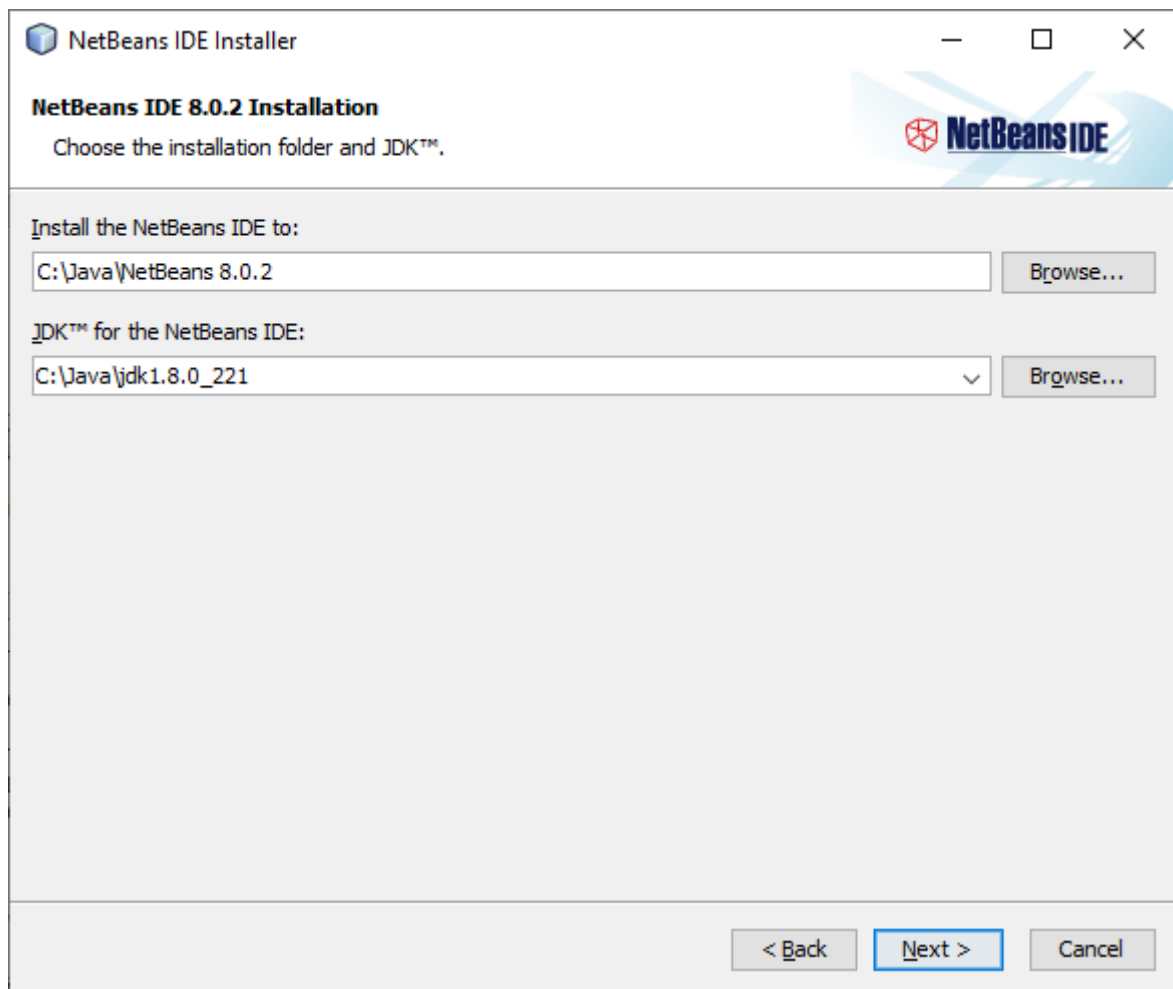 NetBeans IDE Installer
NetBeans IDE 8.0.2 Installation
Choose the installation folder and JDK™.
NetBeans IDE
Install the NetBeans IDE to:
C:\Java\NetBeans 8.0.2
Browse...
JDK™ for the NetBeans IDE:
C:\Java\jdk1.8.0_221
Browse...
< Back
Next >
Cancel